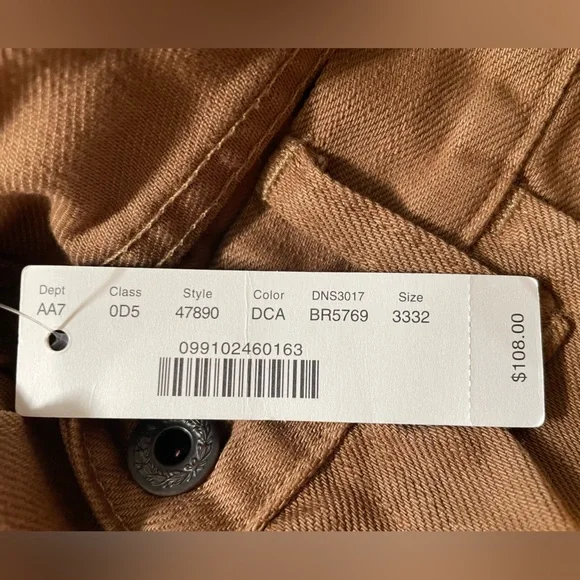 Dept Class Style Color DNS3017 Size
AA7 0D5 47890 DCA BR5769 3332
099102460163
$108.00